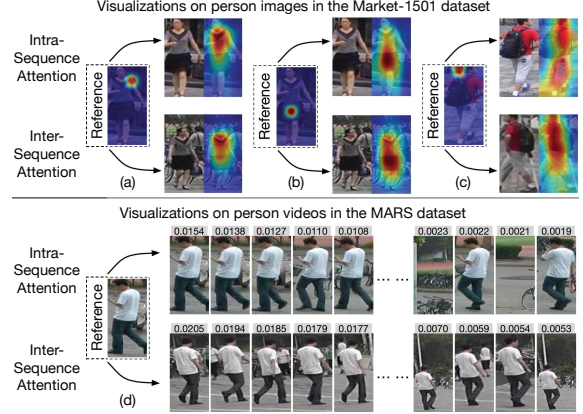 Visualizations on person images in the Market-1501 dataset
Intra-
Sequence
Attention
Reference
Reference
Reference
Inter-
Sequence
Attention
(a)
(b)
(c)
Visualizations on person videos in the MARS dataset
Intra-
Sequence
Attention
0.0154 0.0138 0.0127 0.0110 0.0108 0.0023 0.0022 0.0021 0.0019
... ...
Reference
Inter-
Sequence
Attention
0.0205 0.0194 0.0185 0.0179 0.0177 0.0070 0.0059 0.0054 0.0053
... ...
(d)